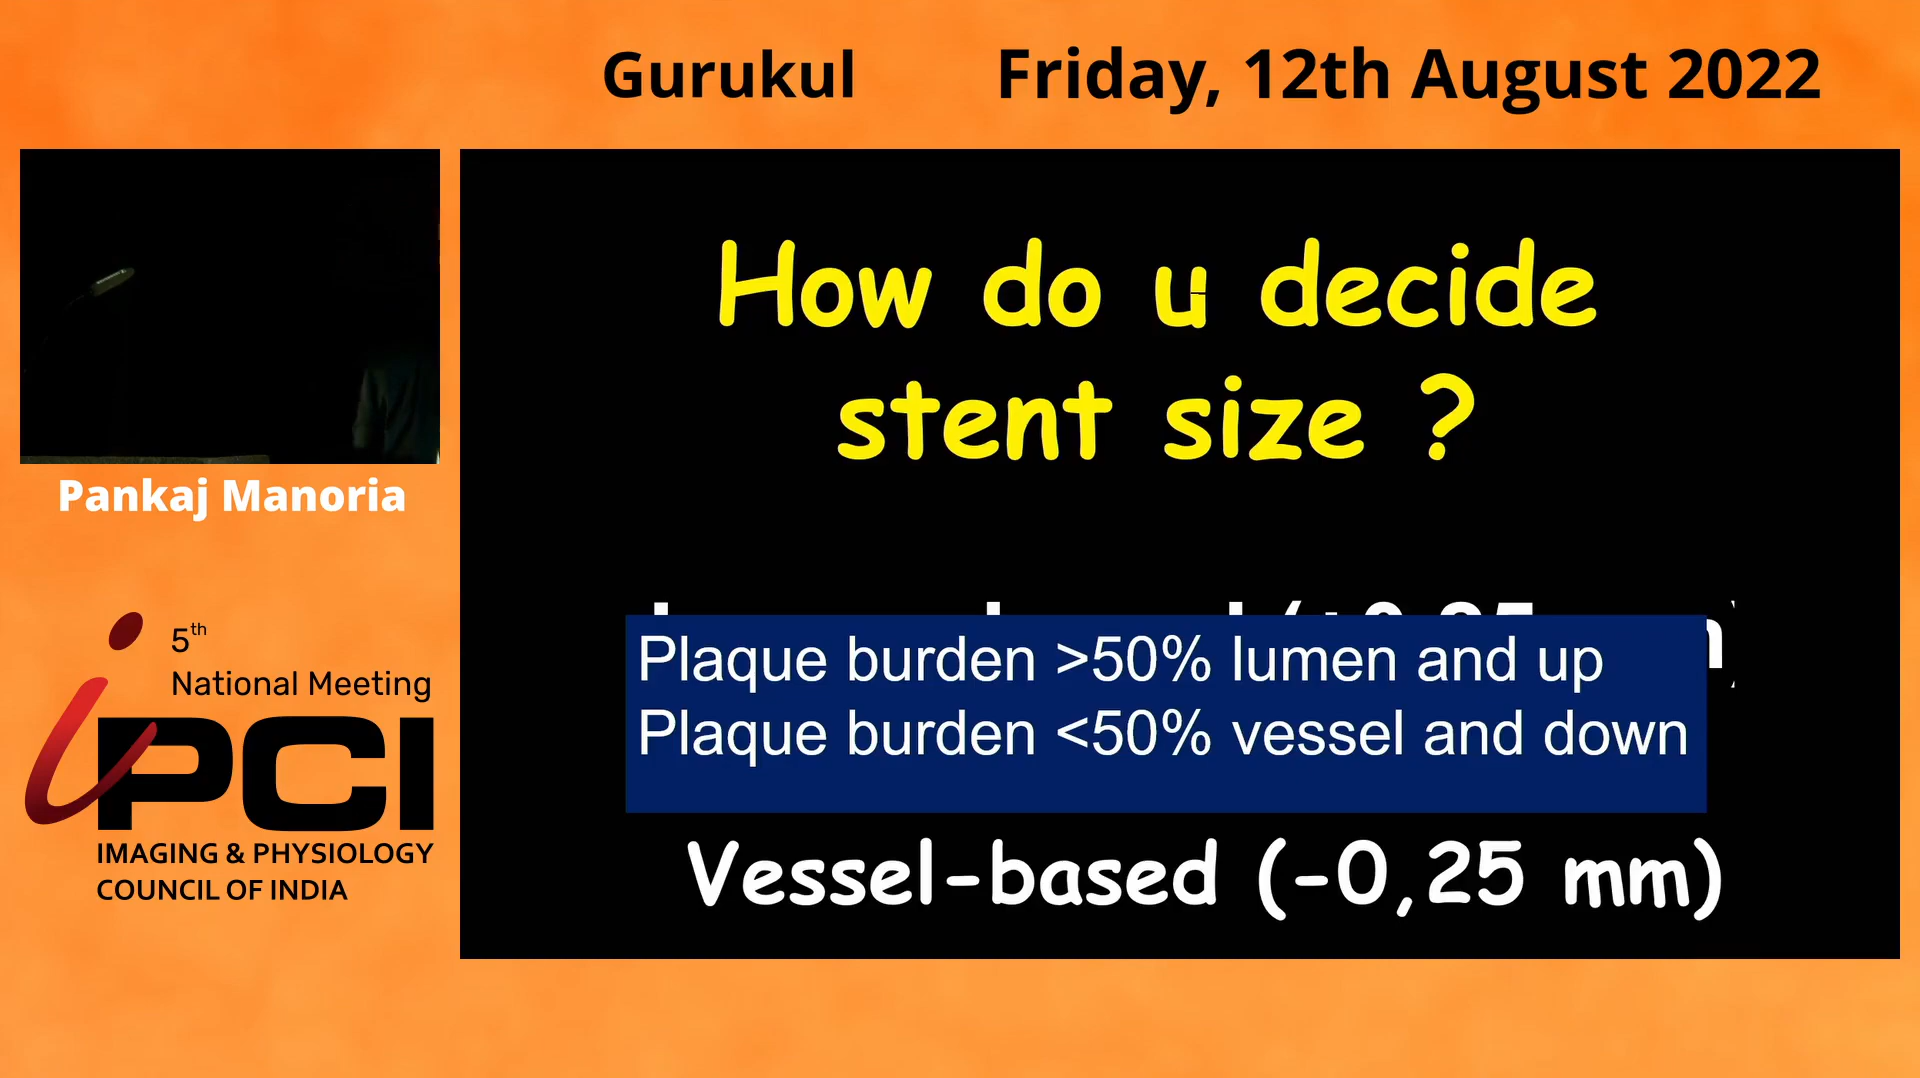 Gurukul
Friday, 12th August 2022
How do u decide
stent size ?
Plaque burden >50% lumen and up
Plaque burden <50% vessel and down
Vessel-based (-0,25 mm)
Pankaj Manoria
5th
National Meeting
iPCI
IMAGING & PHYSIOLOGY
COUNCIL OF INDIA